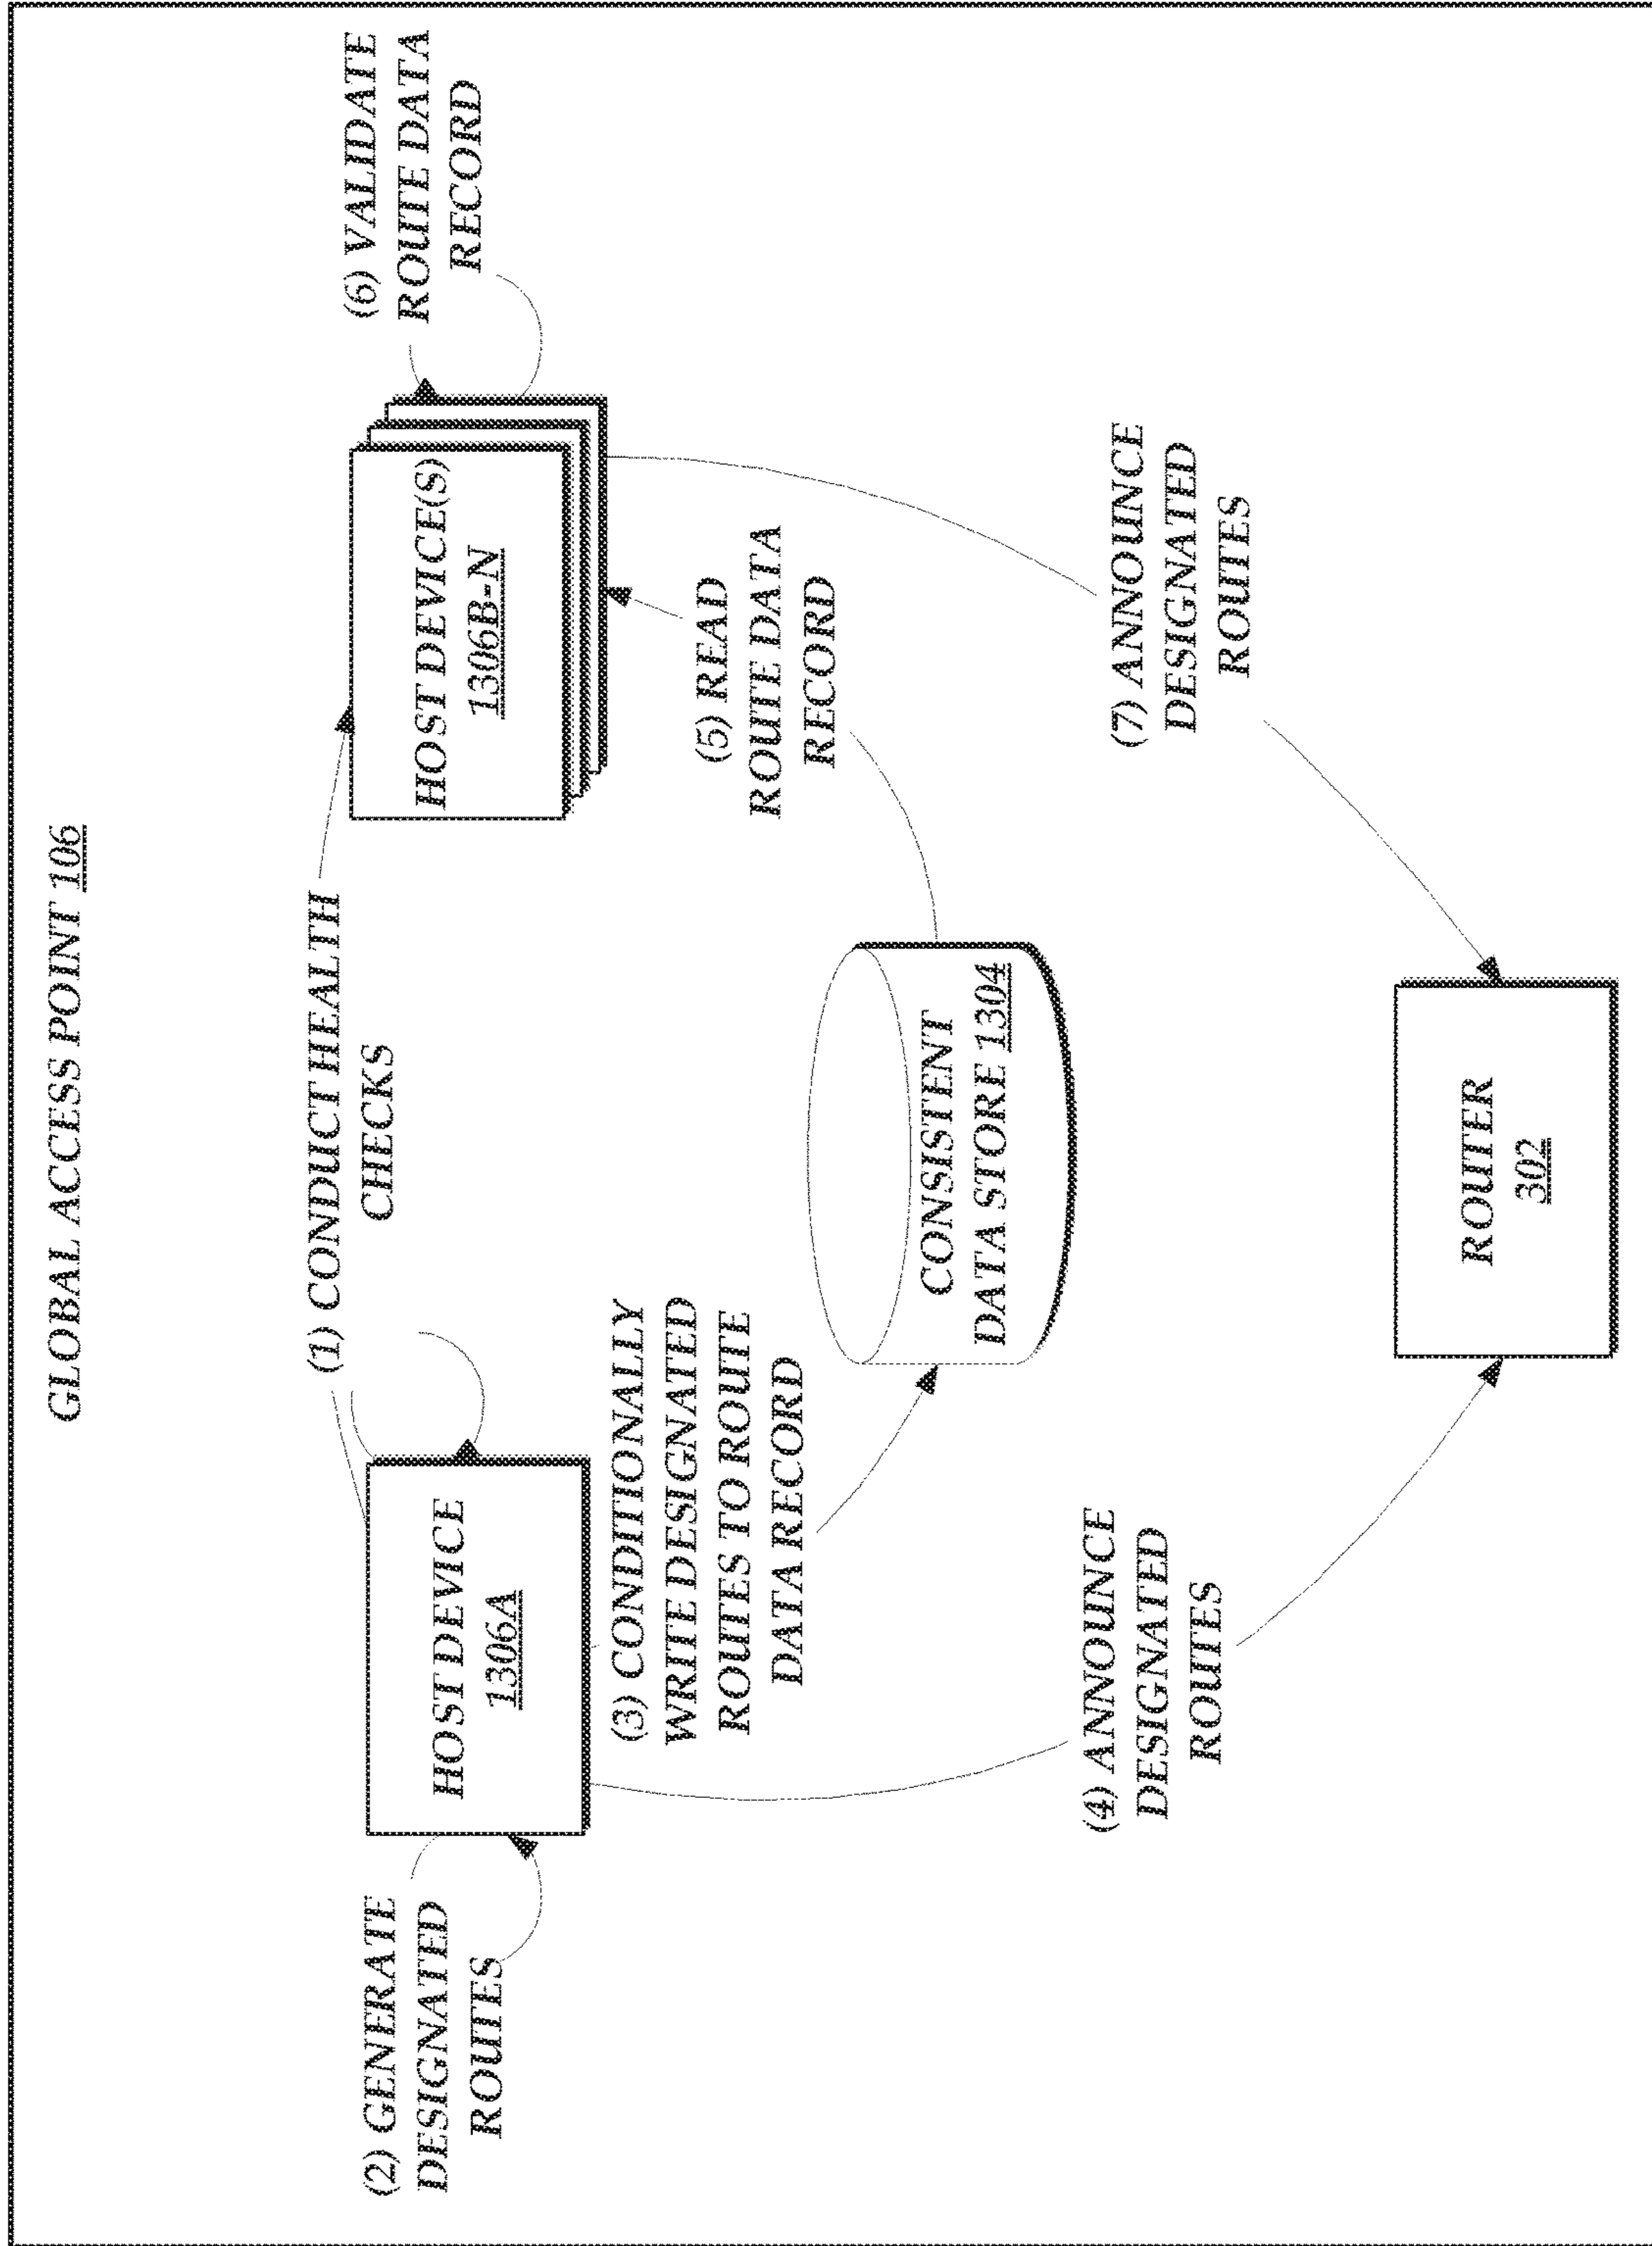 GLOBAL ACCESS POINT 106
(1) CONDUCT HEALTH
CHECKS
(2) GENERATE
DESIGNATED
ROUTES
HOST DEVICE
1306A
HOST DEVICE(S)
1306B-N
(6) VALIDATE
ROUTE DATA
RECORD
(3) CONDITIONALLY
WRITE DESIGNATED
ROUTES TO ROUTE
DATA RECORD
(5) READ
ROUTE DATA
RECORD
CONSISTENT
DATA STORE 1304
(4) ANNOUNCE
DESIGNATED
ROUTES
(7) ANNOUNCE
DESIGNATED
ROUTES
ROUTER
302